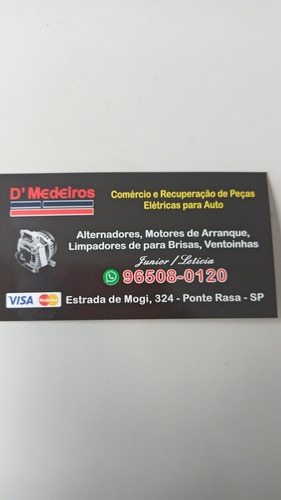 D' Medeiros
Comércio e Recuperação de Peças
Elétricas para Auto
Alternadores, Motores de Arranque,
Limpadores de para Brisas, Ventoinhas
Junior / Leticia
96508-0120
VISA MasterCard Estrada de Mogi, 324 - Ponte Rasa - SP